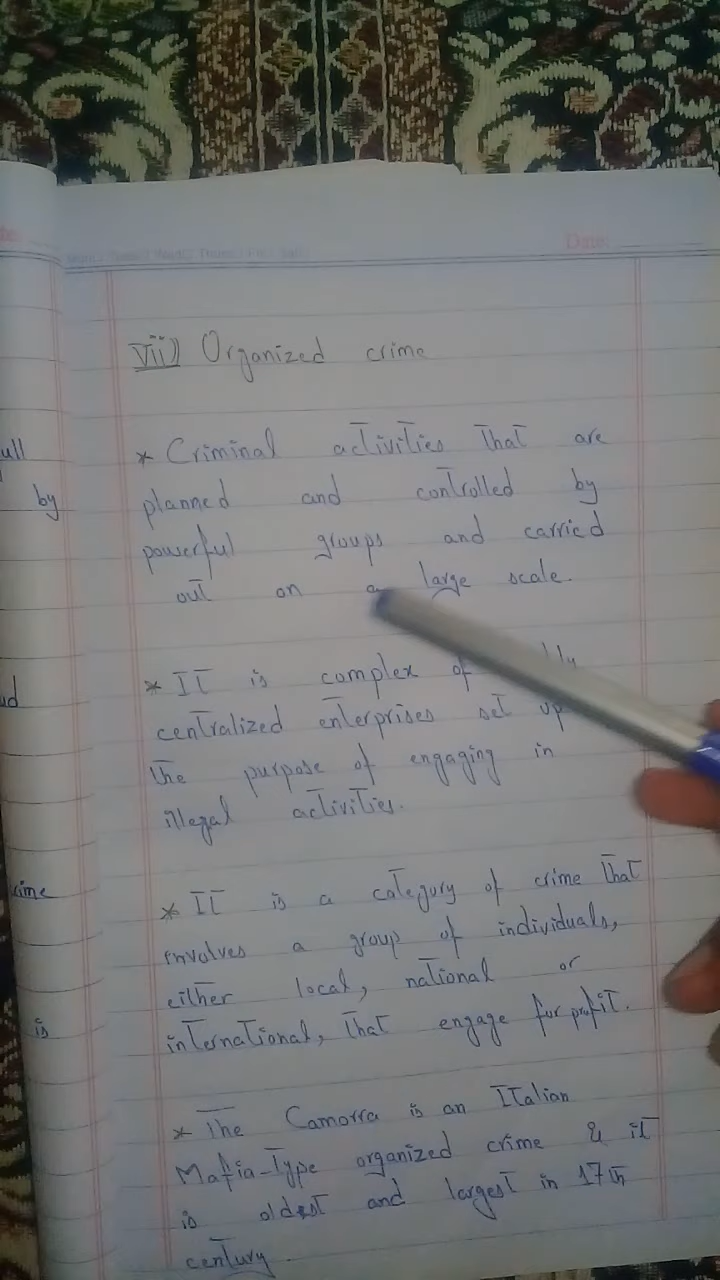 Date:
vii) Organized crime
* Criminal activities that are
planned and controlled by
powerful groups and carried
out on a large scale.
* It is complex of
centralized enterprises set up
the purpose of engaging in
illegal activities.
* It is a category of crime that
involves a group of individuals,
either local, national or
international, that engage for profit.
* The Camorra is an Italian
Mafia-Type organized crime & it
is oldest and largest in 17th
century
by
is